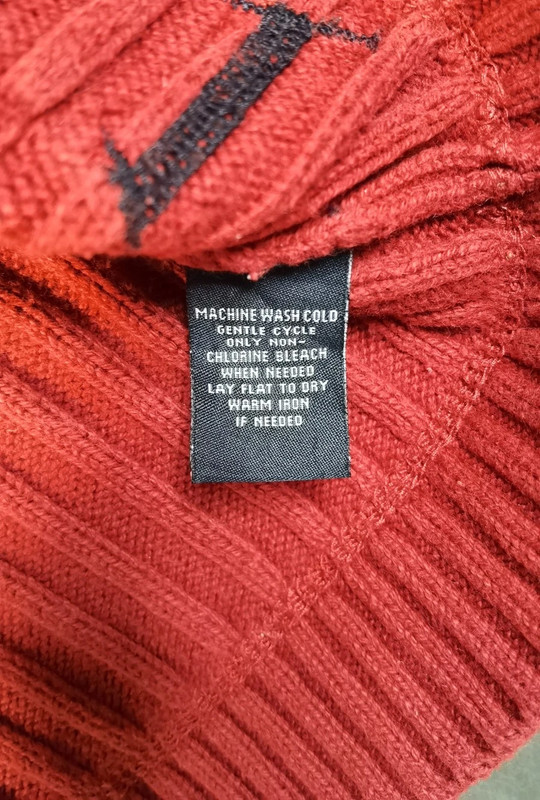 MACHINE WASH COLD
GENTLE CYCLE
ONLY NON-
CHLORINE BLEACH
WHEN NEEDED
LAY FLAT TO DRY
WARM IRON
IF NEEDED